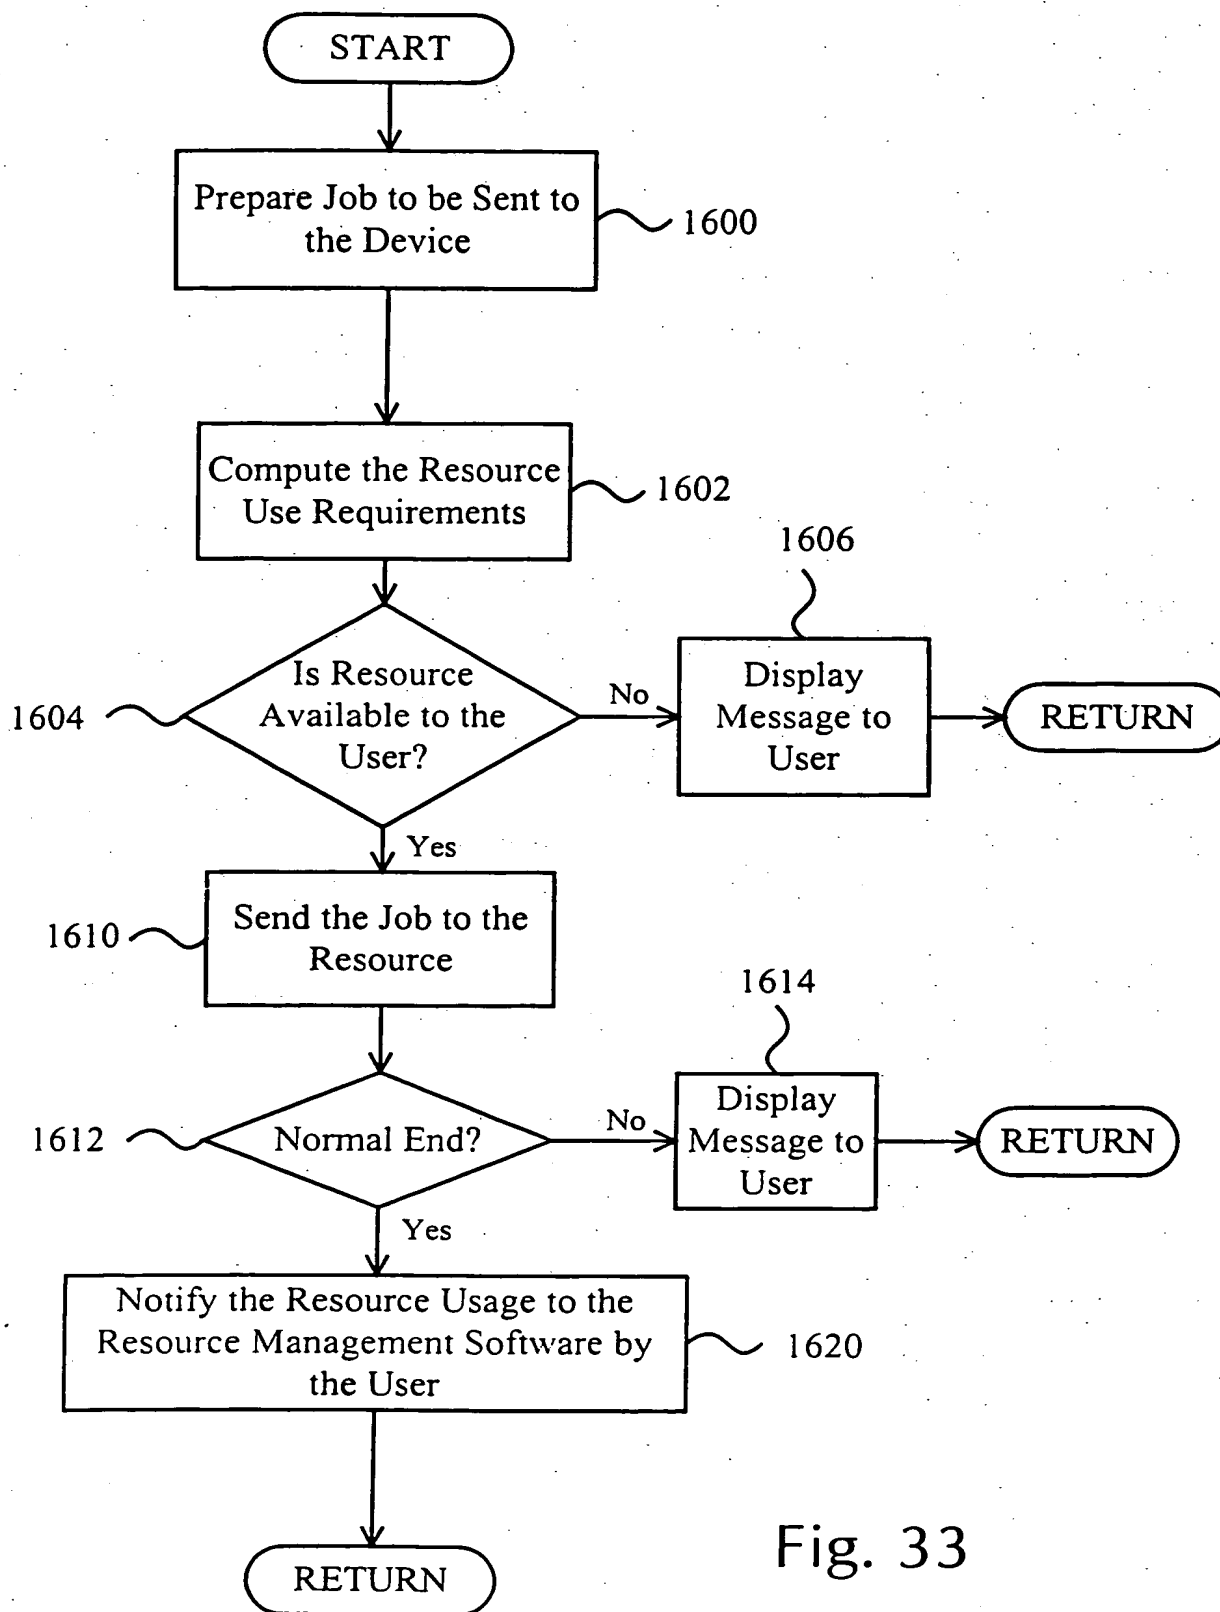 START
Prepare Job to be Sent to
the Device
1600
Compute the Resource
Use Requirements
1602
1606
Is Resource
Available to the
User?
1604
No
Display
Message to
User
RETURN
Yes
Send the Job to the
Resource
1610
1614
Normal End?
1612
No
Display
Message to
User
RETURN
Yes
Notify the Resource Usage to the
Resource Management Software by
the User
1620
RETURN
Fig. 33